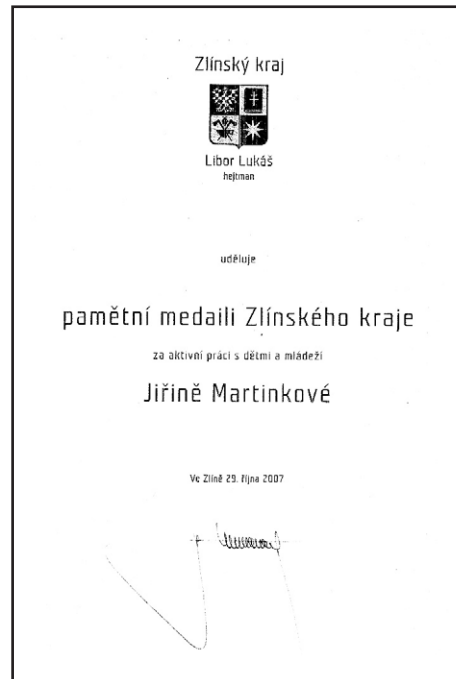 Zlínský kraj
Libor Lukáš
hejtman
uděluje
pamětní medaili Zlínského kraje
za aktivní práci s dětmi a mládeží
Jiřině Martinkové
Ve Zlíně 29. října 2007